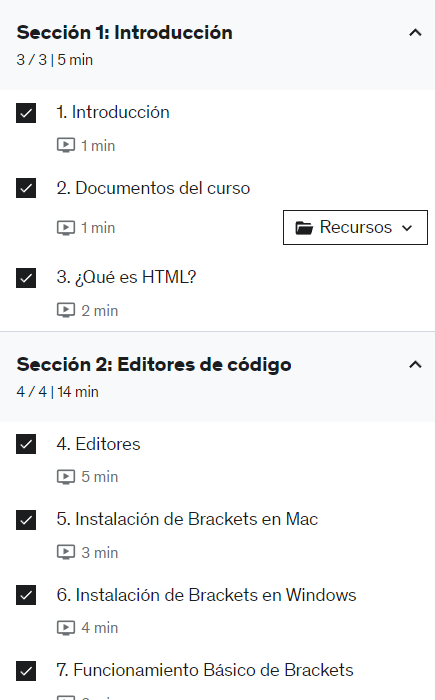 Sección 1: Introducción
3 / 3 | 5 min
1. Introducción
1 min
2. Documentos del curso
1 min
Recursos
3. ¿Qué es HTML?
2 min
Sección 2: Editores de código
4 / 4 | 14 min
4. Editores
5 min
5. Instalación de Brackets en Mac
3 min
6. Instalación de Brackets en Windows
4 min
7. Funcionamiento Básico de Brackets